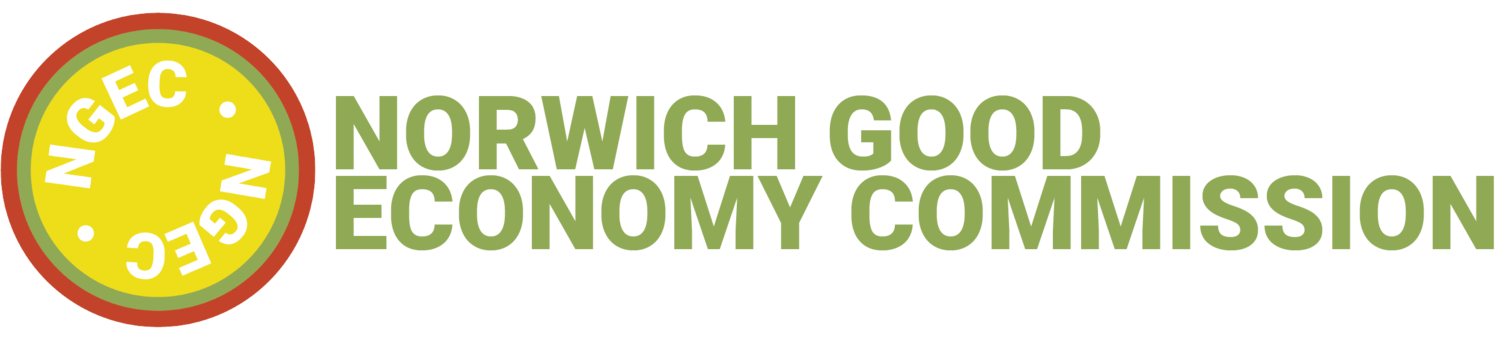 NGEC • NGEC •
NORWICH GOOD
ECONOMY COMMISSION